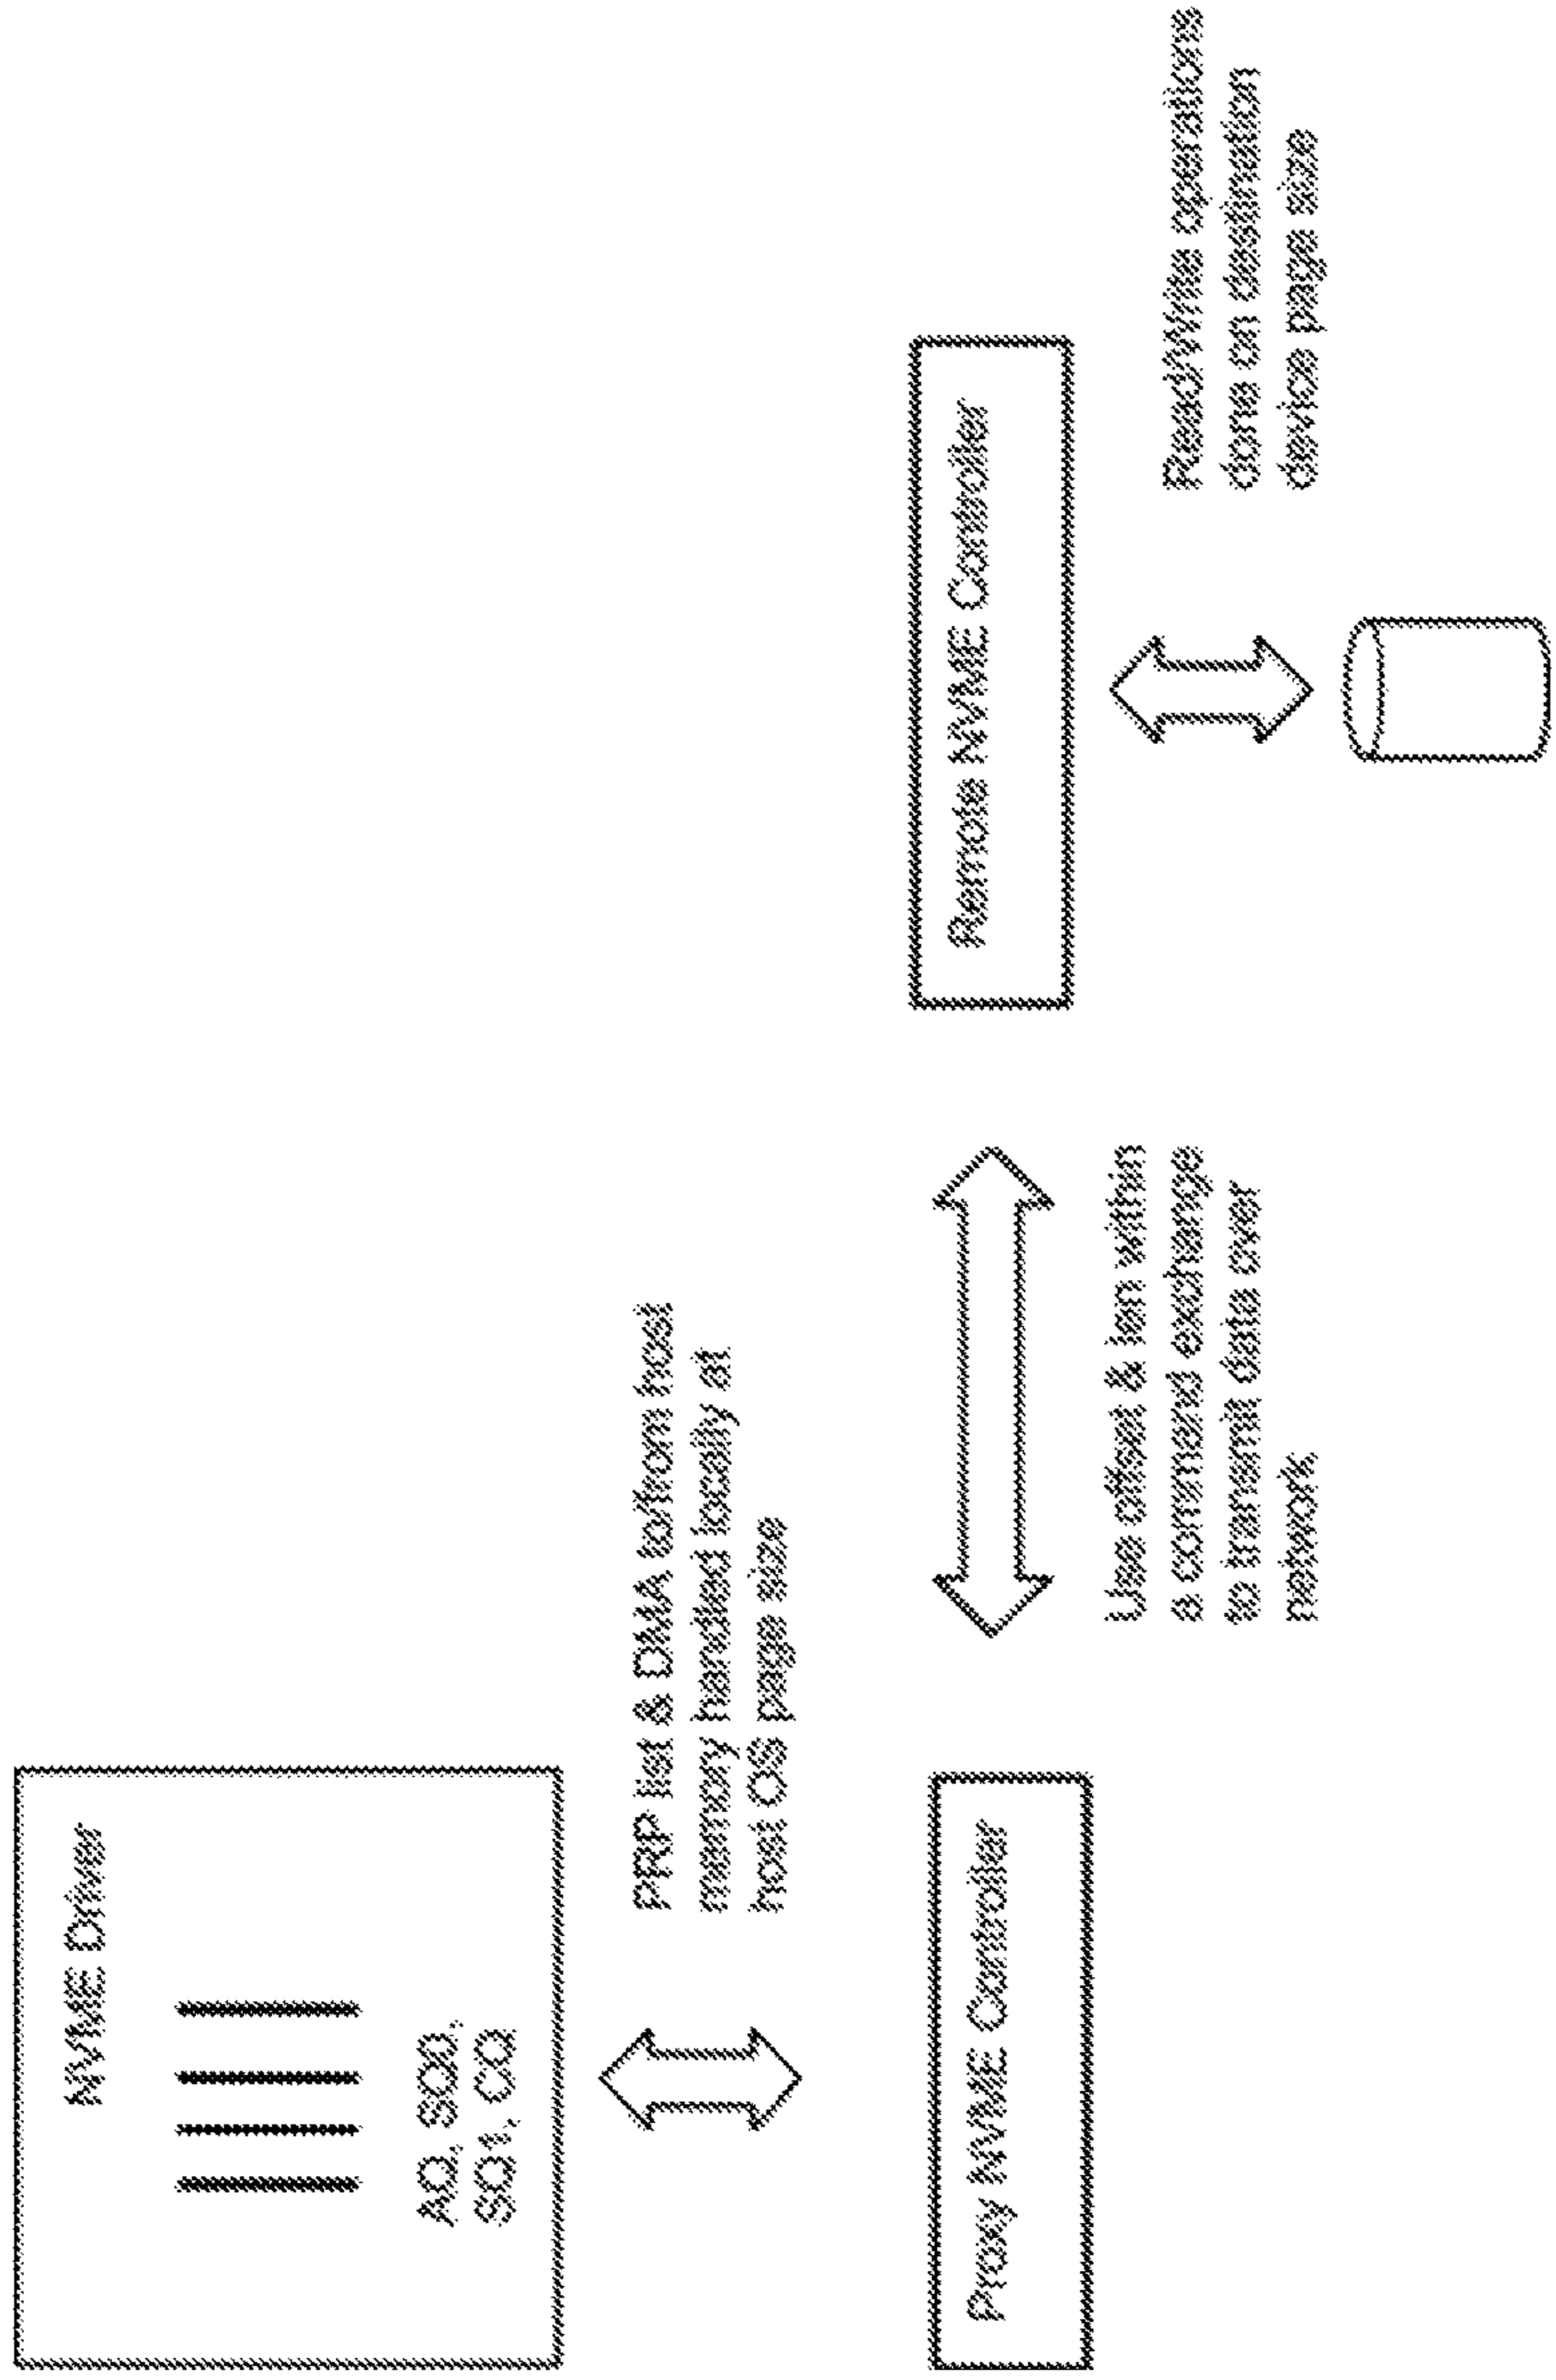 NVME Driver
AQ, SQ0,
SQ1, CQ
PRP list & DMA to/from host
memory handled locally at
host OS page size
Proxy NVME Controller
Use offset & len within
a command exchange
to transmit data over
network
Remote NVME Controller
Read/Write operations
done on destination
device page size